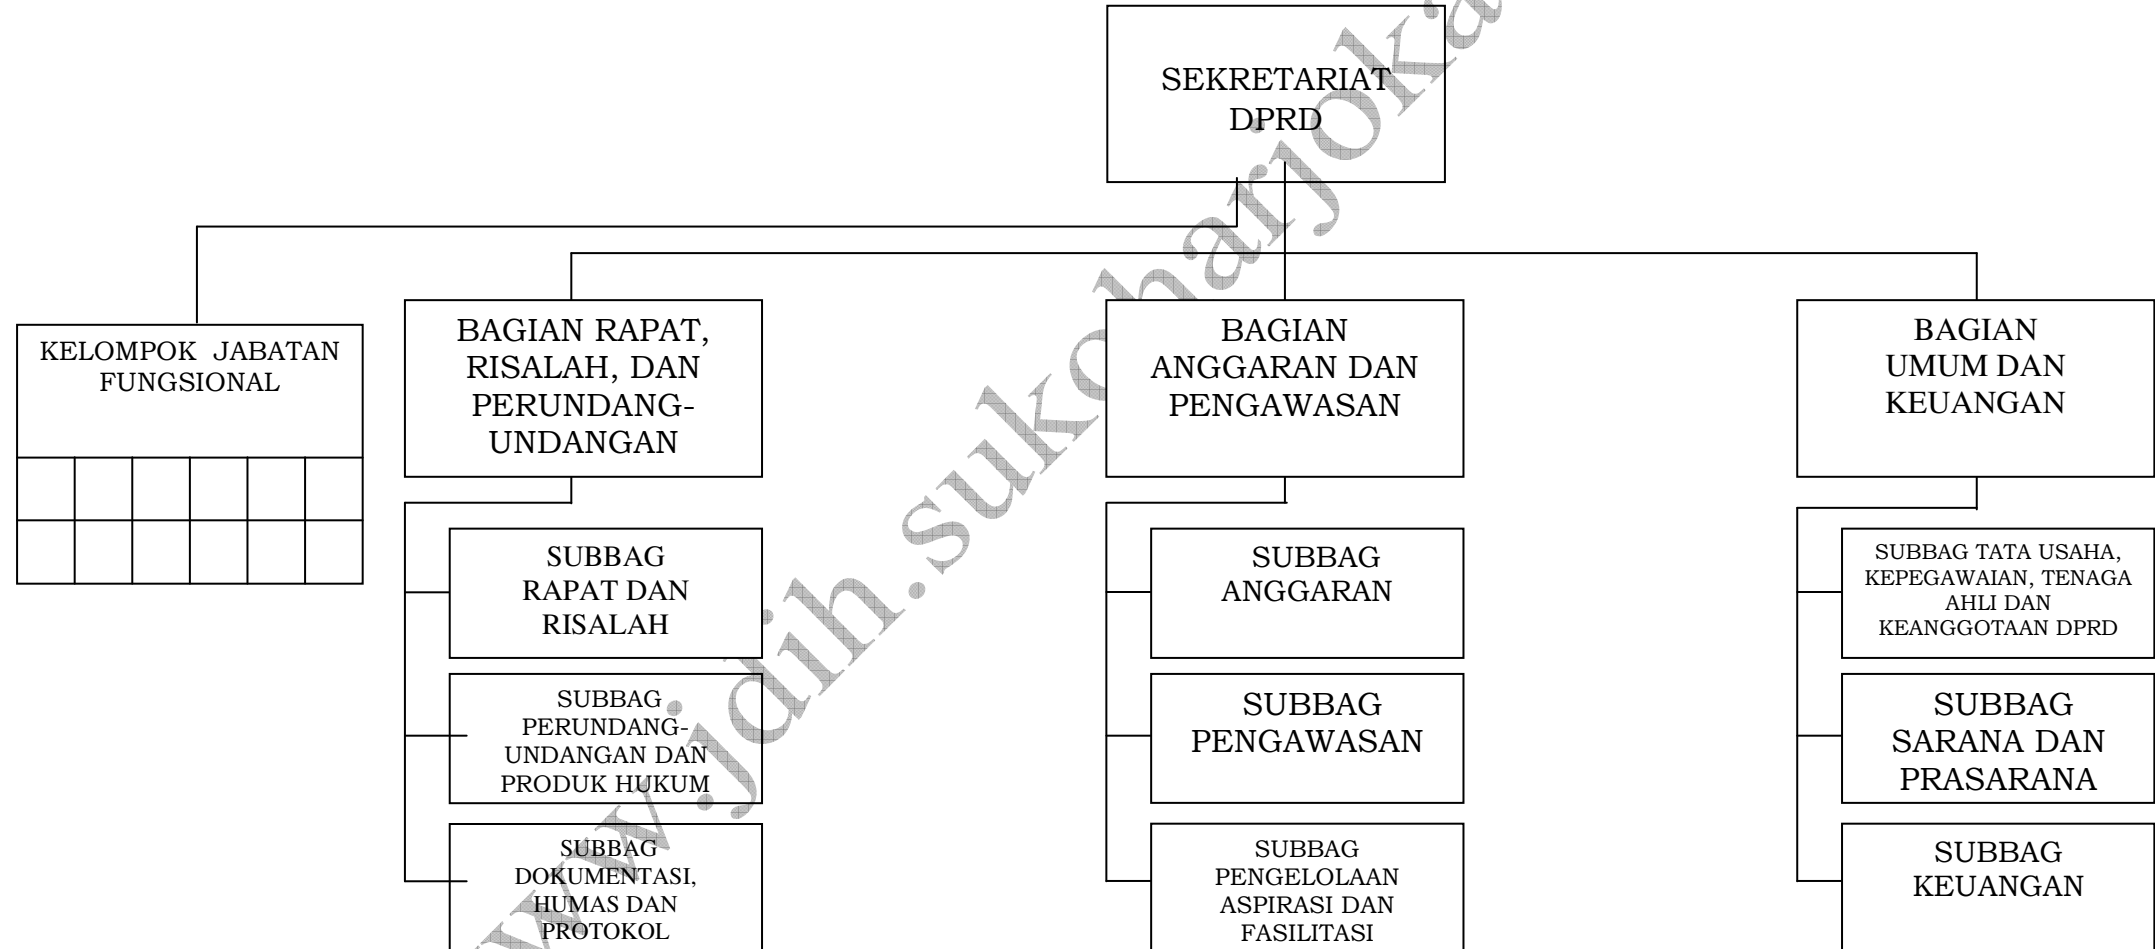 SEKRETARIAT
DPRD
KELOMPOK JABATAN
FUNGSIONAL
BAGIAN RAPAT,
RISALAH, DAN
PERUNDANG-
UNDANGAN
SUBBAG
RAPAT DAN
RISALAH
SUBBAG
PERUNDANG-
UNDANGAN DAN
PRODUK HUKUM
SUBBAG
DOKUMENTASI,
HUMAS DAN
PROTOKOL
BAGIAN
ANGGARAN DAN
PENGAWASAN
SUBBAG
ANGGARAN
SUBBAG
PENGAWASAN
SUBBAG
PENGELOLAAN
ASPIRASI DAN
FASILITASI
BAGIAN
UMUM DAN
KEUANGAN
SUBBAG TATA USAHA,
KEPEGAWAIAN, TENAGA
AHLI DAN
KEANGGOTAAN DPRD
SUBBAG
SARANA DAN
PRASARANA
SUBBAG
KEUANGAN
www.jdih.sukoharjoka